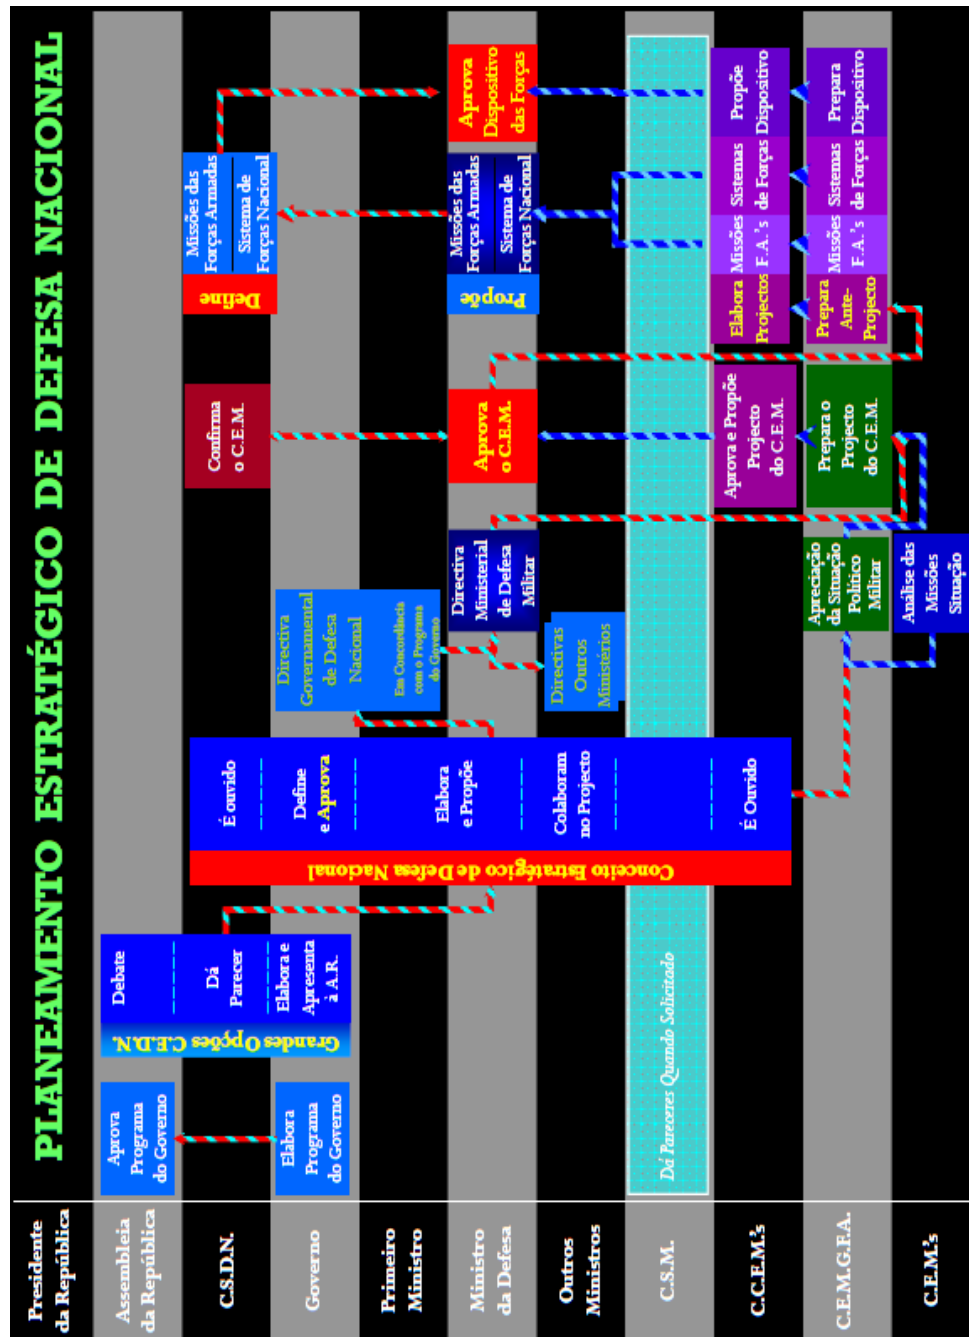 PLANEAMENTO ESTRATÉGICO DE DEFESA NACIONAL
Presidente
da República
Assembleia
da República
Aprova
Programa
do Governo
Grandes Opções C.E.D.N.
Debate
C.S.D.N.
Dá
Parecer
É ouvido
Confirma
o C.E.M.
Define
Missões das
Forças Armadas
Sistema de
Forças Nacional
Governo
Elabora
Programa
do Governo
Elabora e
Apresenta
à A.R.
Define
e Aprova
Directiva
Governamental
de Defesa
Nacional
Em Concordância
com o Programa
do Governo
Primeiro
Ministro
Conceito Estratégico de Defesa Nacional
Ministro
da Defesa
Elabora
e Propõe
Directiva
Ministerial
de Defesa
Militar
Aprova
o C.E.M.
Propõe
Missões das
Forças Armadas
Sistema de
Forças Nacional
Aprova
Dispositivo
das Forças
Outros
Ministros
Colaboram
no Projecto
Directivas
Outros
Ministérios
C.S.M.
Dá Pareceres Quando Solicitado
C.C.E.M.'s
É Ouvido
Aprova e Propõe
Projecto
do C.E.M.
Elabora
Projectos
Missões
F.A.'s
Sistemas
de Forças
Propõe
Dispositivo
C.E.M.G.F.A.
Apreciação
da Situação
Político
Militar
Prepara o
Projecto
do C.E.M.
Prepara
Ante-
Projecto
Missões
F.A.'s
Sistemas
de Forças
Prepara
Dispositivo
C.E.M.'s
Análise das
Missões
Situação